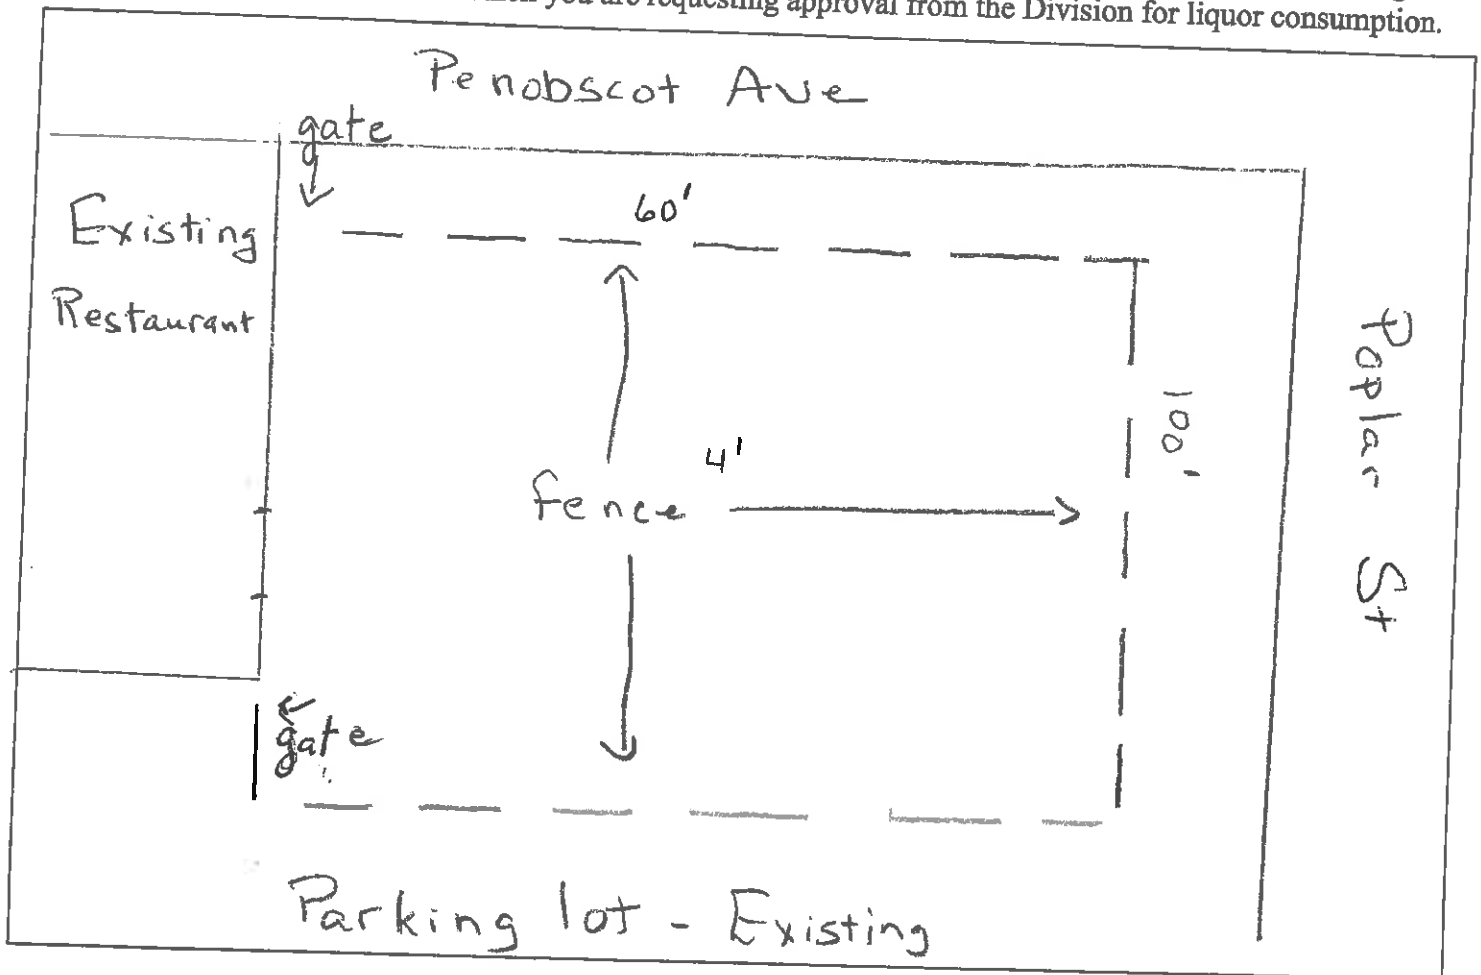 you are requesting approval from the Division for liquor consumption.
Penobscot Ave
gate
60'
Existing
Restaurant
Poplar St
100'
4'
fence
gate
Parking lot - Existing